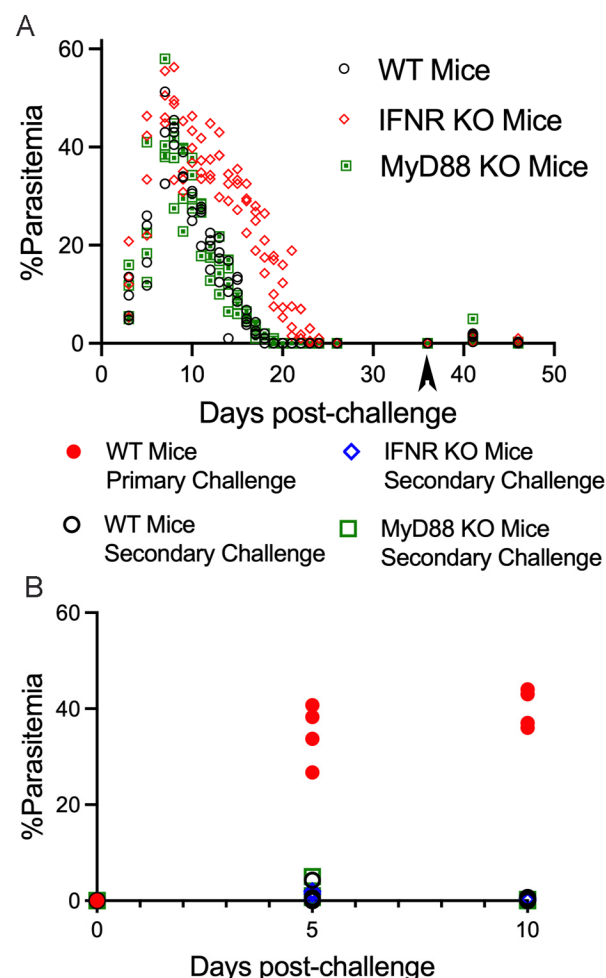 A
60
40
20
0
%Parasitemia
WT Mice
IFNR KO Mice
MyD88 KO Mice
0 10 20 30 40 50
Days post-challenge
WT Mice
Primary Challenge
IFNR KO Mice
Secondary Challenge
WT Mice
Secondary Challenge
MyD88 KO Mice
Secondary Challenge
B
60
40
20
0
%Parasitemia
0 5 10
Days post-challenge